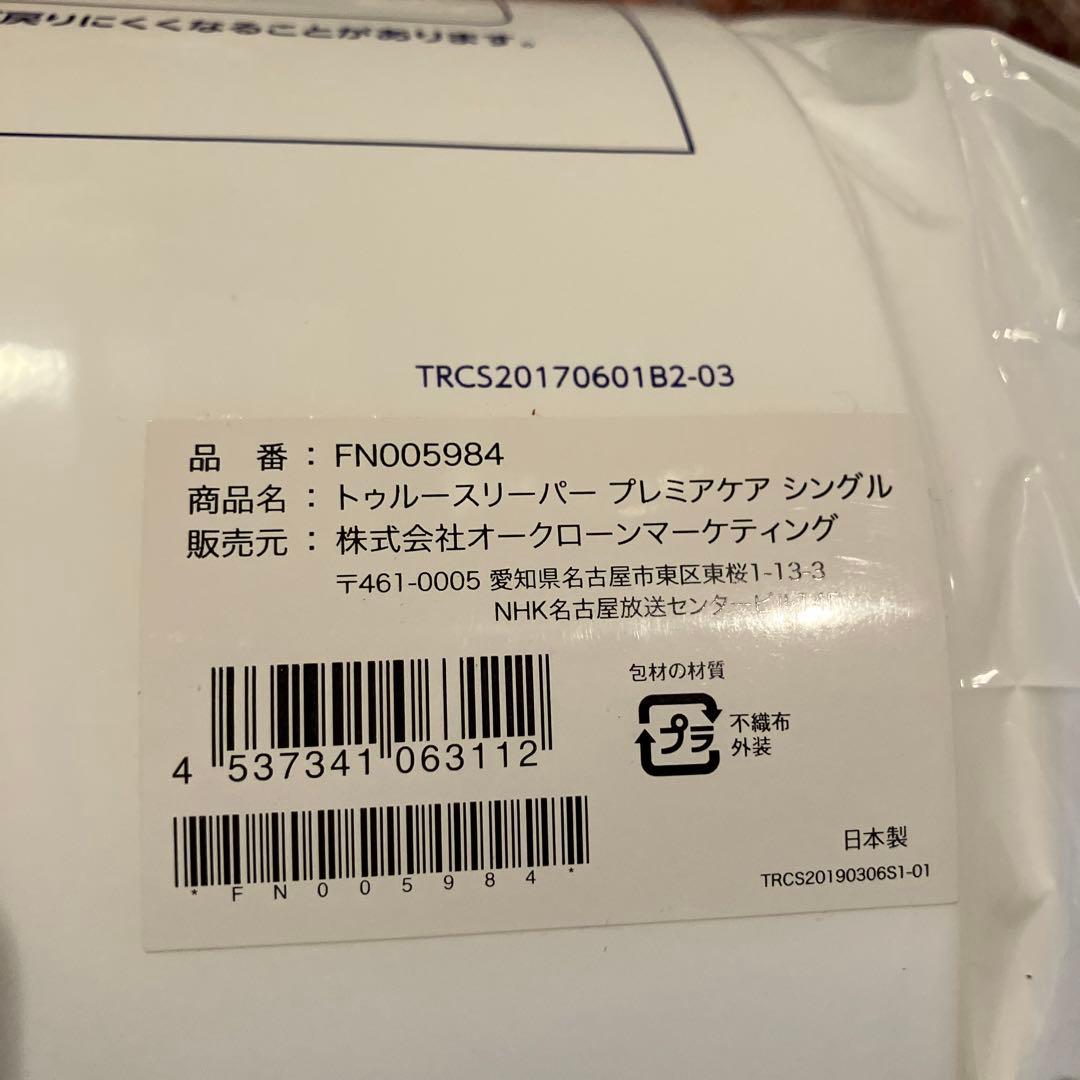 戻りにくくなることがあります。
TRCS20170601B2-03
品 番 : FN005984
商品名 : トゥルースリーパー プレミアケア シングル
販売元 : 株式会社オークローンマーケティング
〒461-0005 愛知県名古屋市東区東桜1-13-3
NHK名古屋放送センタービル14F
包材の材質
プラ
不織布
外装
4 537341 063112
*FN005984*
日本製
TRCS20190306S1-01